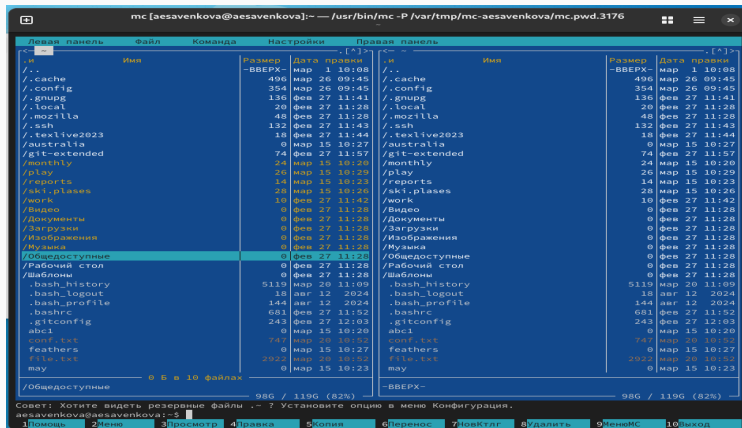 mc [aesavenkova@aesavenkova]:~ — /usr/bin/mc -P /var/tmp/mc-aesavenkova/mc.pwd.3176
Левая панель Файл Команда Настройки Правая панель
<- ~ .[^]> <- ~ .[^]>
.и Имя Размер Дата правки .и Имя Размер Дата правки
/.. -ВВЕРХ- мар 1 10:08 /.. -ВВЕРХ- мар 1 10:08
/.cache 496 мар 26 09:45 /.cache 496 мар 26 09:45
/.config 354 мар 26 09:45 /.config 354 мар 26 09:45
/.gnupg 136 фев 27 11:41 /.gnupg 136 фев 27 11:41
/.local 20 фев 27 11:28 /.local 20 фев 27 11:28
/.mozilla 48 фев 27 11:28 /.mozilla 48 фев 27 11:28
/.ssh 132 фев 27 11:43 /.ssh 132 фев 27 11:43
/.texlive2023 18 фев 27 11:44 /.texlive2023 18 фев 27 11:44
/australia 0 мар 15 10:27 /australia 0 мар 15 10:27
/git-extended 74 фев 27 11:57 /git-extended 74 фев 27 11:57
/monthly 24 мар 15 10:20 /monthly 24 мар 15 10:20
/play 26 мар 15 10:29 /play 26 мар 15 10:29
/reports 14 мар 15 10:23 /reports 14 мар 15 10:23
/ski.plases 28 мар 15 10:26 /ski.plases 28 мар 15 10:26
/work 10 фев 27 11:42 /work 10 фев 27 11:42
/Видео 0 фев 27 11:28 /Видео 0 фев 27 11:28
/Документы 0 фев 27 11:28 /Документы 0 фев 27 11:28
/Загрузки 0 фев 27 11:28 /Загрузки 0 фев 27 11:28
/Изображения 0 фев 27 11:28 /Изображения 0 фев 27 11:28
/Музыка 0 фев 27 11:28 /Музыка 0 фев 27 11:28
/Общедоступные 0 фев 27 11:28 /Общедоступные 0 фев 27 11:28
/Рабочий стол 0 фев 27 11:28 /Рабочий стол 0 фев 27 11:28
/Шаблоны 0 фев 27 11:28 /Шаблоны 0 фев 27 11:28
.bash_history 5119 мар 20 11:09 .bash_history 5119 мар 20 11:09
.bash_logout 18 авг 12 2024 .bash_logout 18 авг 12 2024
.bash_profile 144 авг 12 2024 .bash_profile 144 авг 12 2024
.bashrc 681 фев 27 11:52 .bashrc 681 фев 27 11:52
.gitconfig 243 фев 27 12:03 .gitconfig 243 фев 27 12:03
abc1 0 мар 15 10:20 abc1 0 мар 15 10:20
conf.txt 747 мар 20 10:52 conf.txt 747 мар 20 10:52
feathers 0 мар 15 10:27 feathers 0 мар 15 10:27
file.txt 2922 мар 20 10:52 file.txt 2922 мар 20 10:52
may 0 мар 15 10:23 may 0 мар 15 10:23
0 Б в 10 файлах
/Общедоступные -ВВЕРХ-
98G / 119G (82%) 98G / 119G (82%)
Совет: Хотите видеть резервные файлы .~ ? Установите опцию в меню Конфигурация.
aesavenkova@aesavenkova:~$
1Помощь 2Меню 3Просмотр 4Правка 5Копия 6Перенос 7НовКтлг 8Удалить 9МенюMC 10Выход